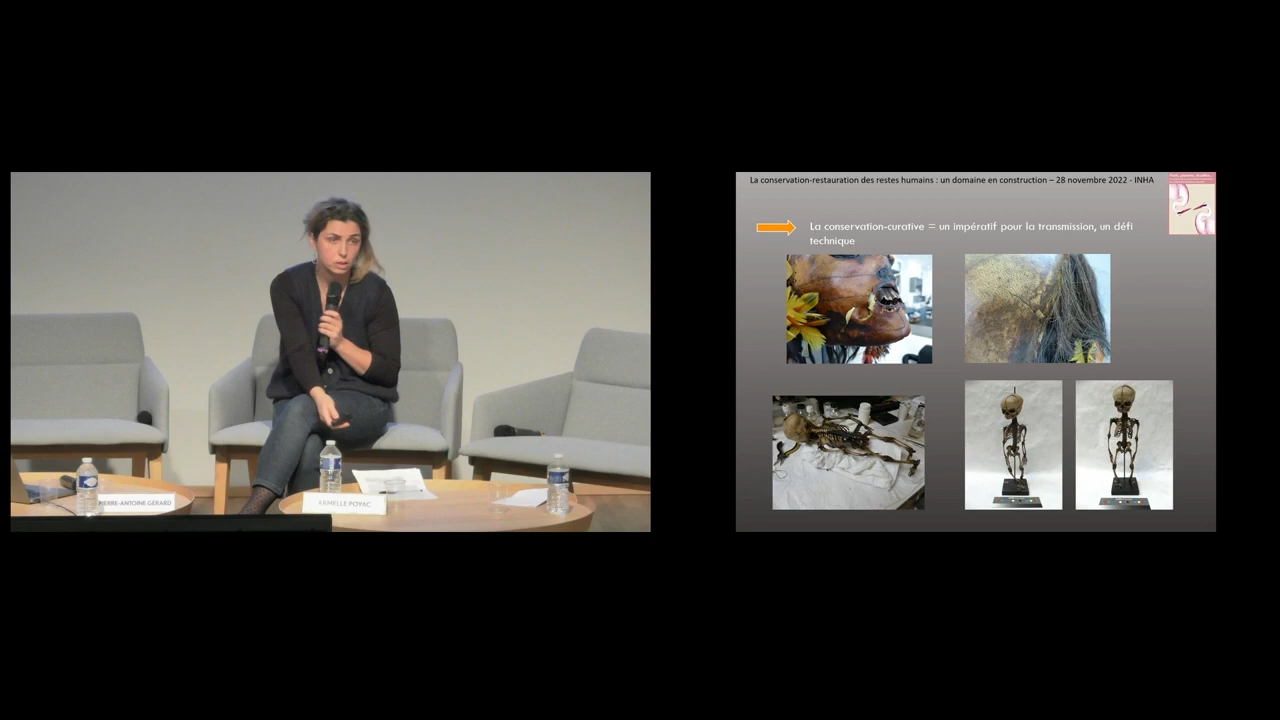 La conservation-restauration des restes humains : un domaine en construction – 28 novembre 2022 - INHA
La conservation-curative = un impératif pour la transmission, un défi
technique
PIERRE-ANTOINE GÉRARD
ARMELLE POYAC